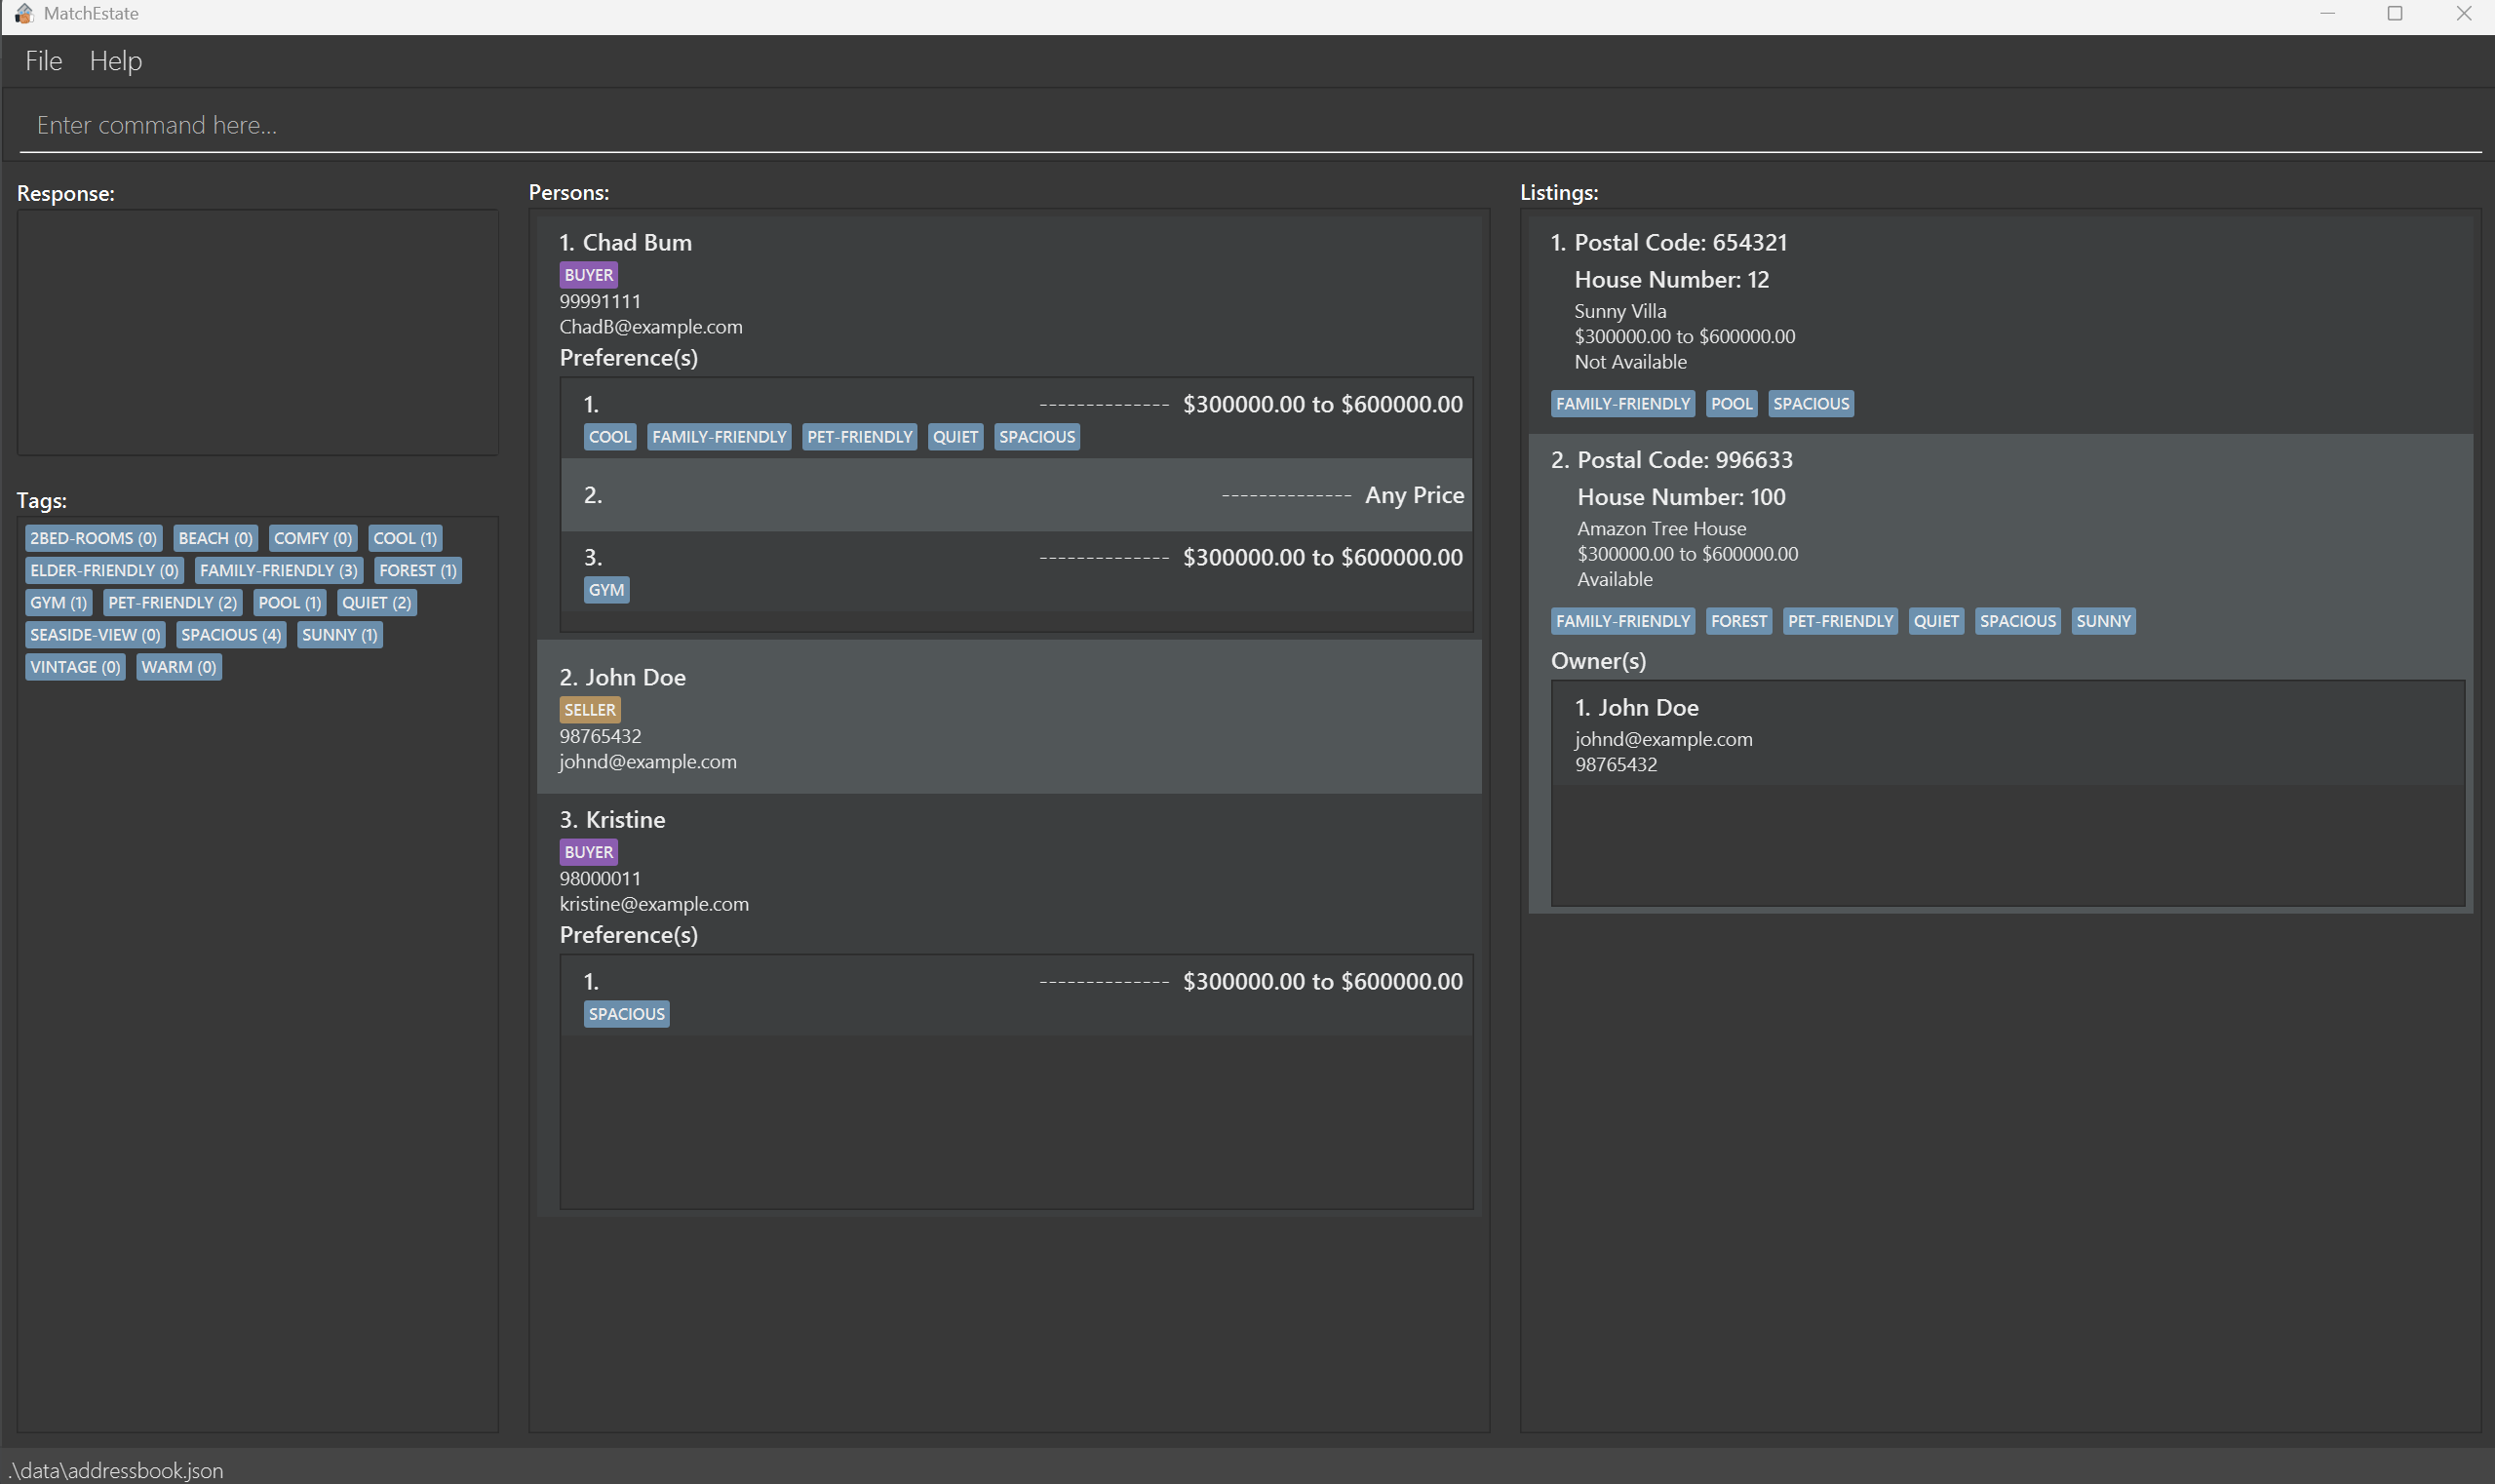 MatchEstate
File Help
Enter command here...
Response:
Tags:
2BED-ROOMS (0) BEACH (0) COMFY (0) COOL (1)
ELDER-FRIENDLY (0) FAMILY-FRIENDLY (3) FOREST (1)
GYM (1) PET-FRIENDLY (2) POOL (1) QUIET (2)
SEASIDE-VIEW (0) SPACIOUS (4) SUNNY (1)
VINTAGE (0) WARM (0)
Persons:
1. Chad Bum
BUYER
99991111
ChadB@example.com
Preference(s)
1. -------------- $300000.00 to $600000.00
COOL FAMILY-FRIENDLY PET-FRIENDLY QUIET SPACIOUS
2. -------------- Any Price
3. -------------- $300000.00 to $600000.00
GYM
2. John Doe
SELLER
98765432
johnd@example.com
3. Kristine
BUYER
98000011
kristine@example.com
Preference(s)
1. -------------- $300000.00 to $600000.00
SPACIOUS
Listings:
1. Postal Code: 654321
House Number: 12
Sunny Villa
$300000.00 to $600000.00
Not Available
FAMILY-FRIENDLY POOL SPACIOUS
2. Postal Code: 996633
House Number: 100
Amazon Tree House
$300000.00 to $600000.00
Available
FAMILY-FRIENDLY FOREST PET-FRIENDLY QUIET SPACIOUS SUNNY
Owner(s)
1. John Doe
johnd@example.com
98765432
.\data\addressbook.json